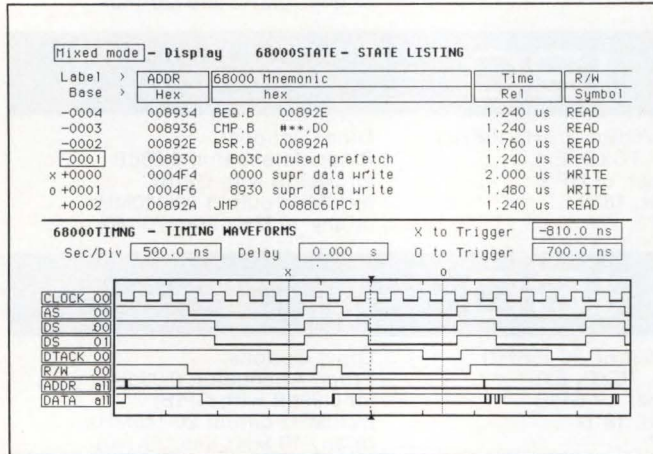 Mixed mode – Display 68000STATE – STATE LISTING
Label > ADDR 68000 Mnemonic Time R/W
Base > Hex hex Rel Symbol
-0004 008934 BEQ.B 00892E 1.240 us READ
-0003 008936 CMP.B #**,D0 1.240 us READ
-0002 00892E BSR.B 00892A 1.760 us READ
-0001 008930 B03C unused prefetch 1.240 us READ
x +0000 0004F4 0000 supr data write 2.000 us WRITE
o +0001 0004F6 8930 supr data write 1.480 us WRITE
+0002 00892A JMP 0088C6[PC] 1.240 us READ
68000TIMNG – TIMING WAVEFORMS X to Trigger -810.0 ns
Sec/Div 500.0 ns Delay 0.000 s O to Trigger 700.0 ns
X O
CLOCK 00
AS 00
DS 00
DS 01
DTACK 00
R/W 00
ADDR all
DATA all